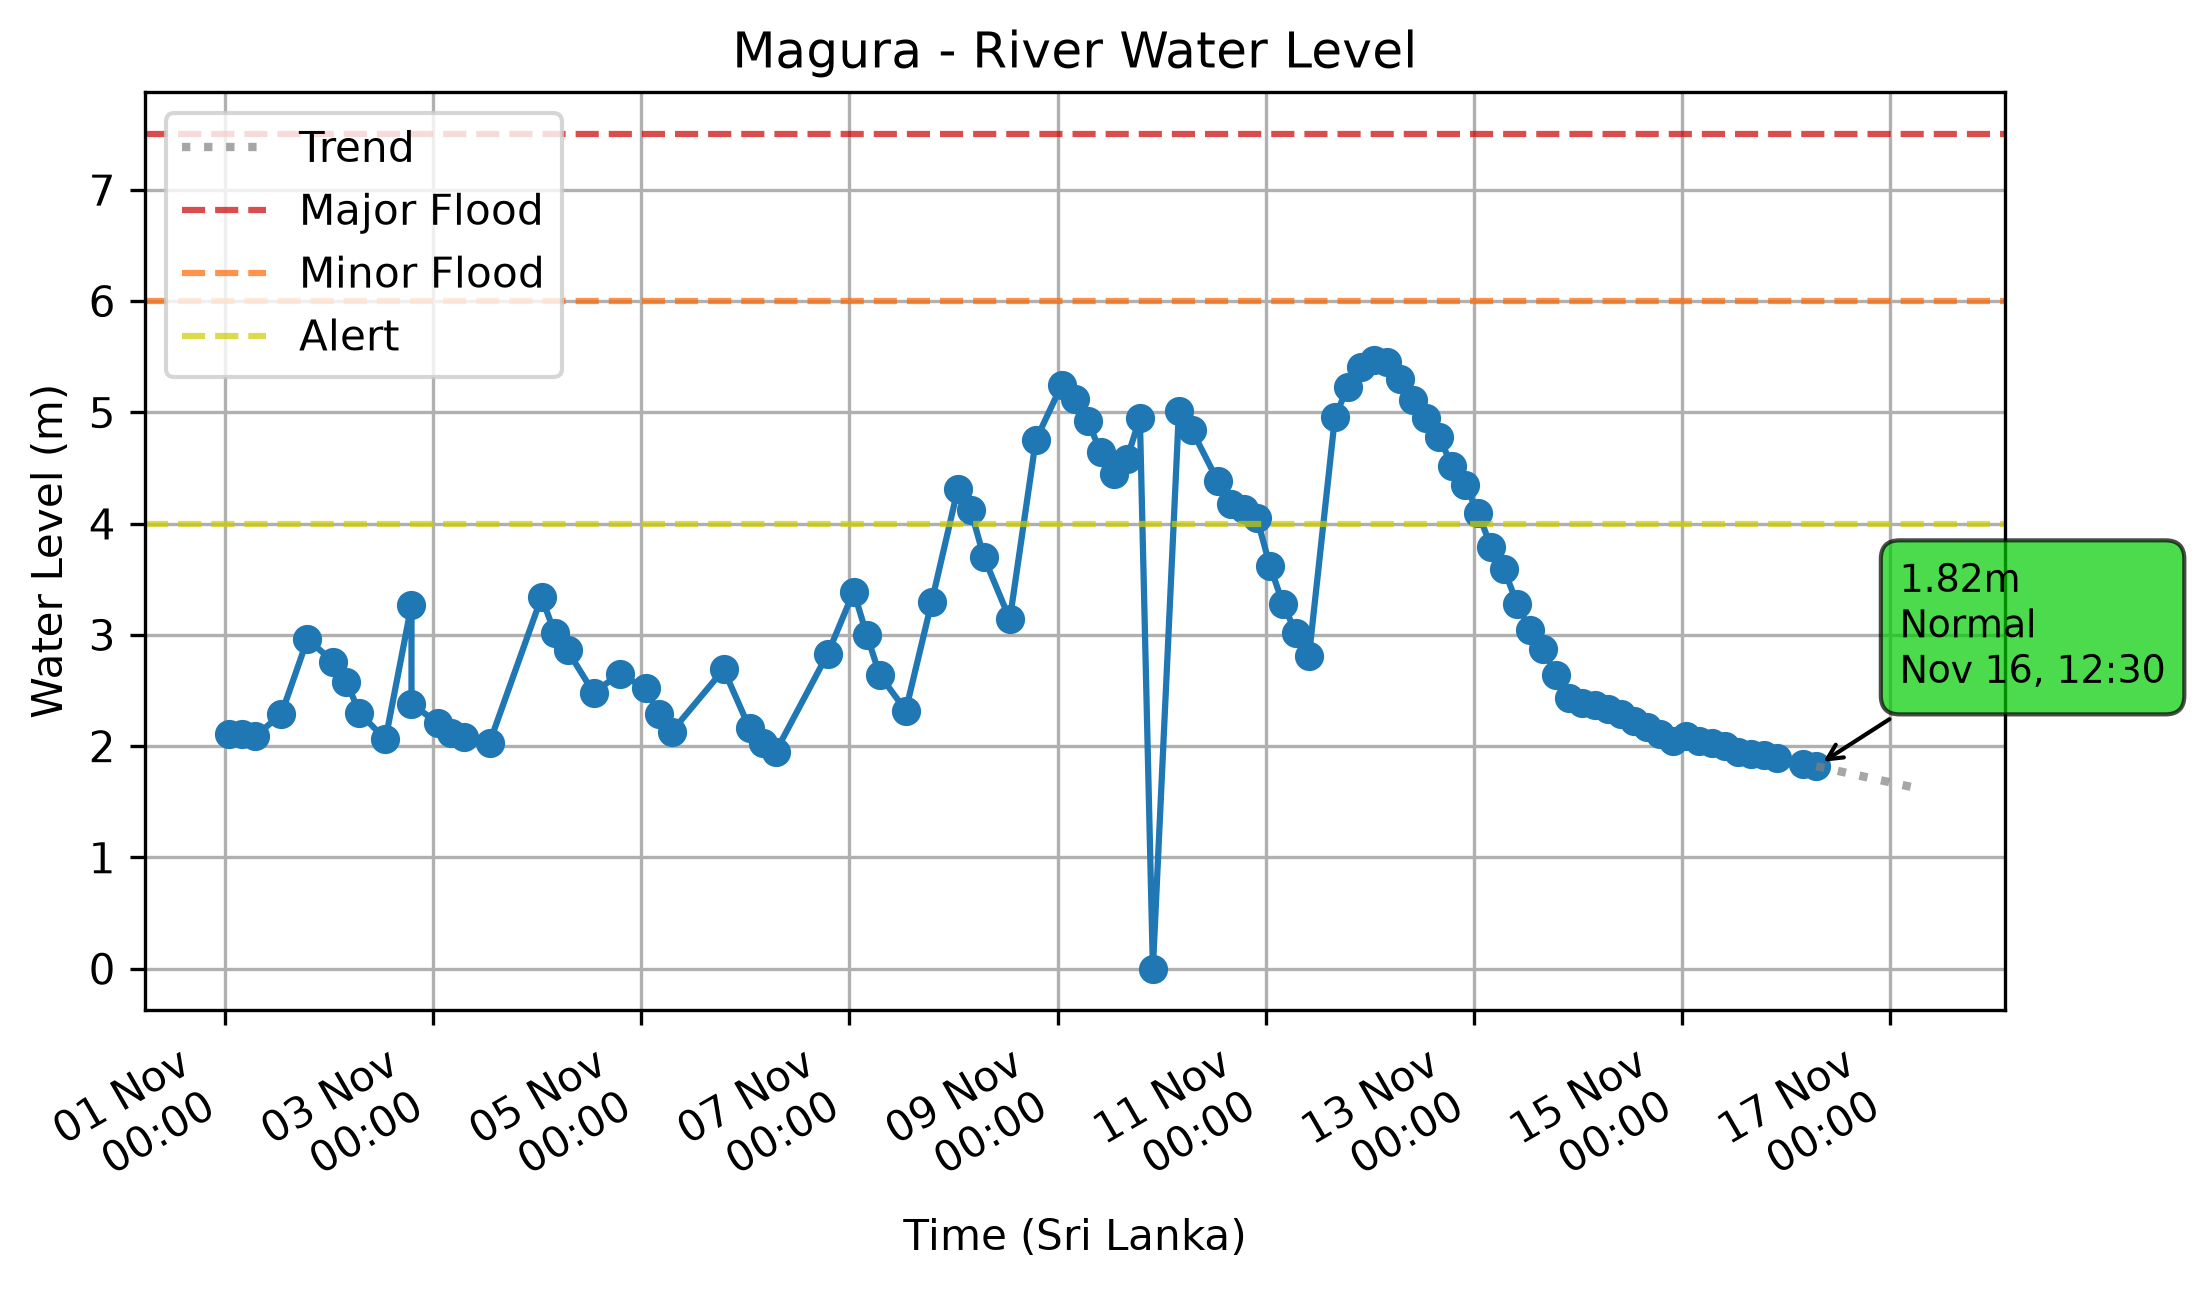 Magura - River Water Level
Trend
Major Flood
Minor Flood
Alert
Water Level (m)
7
6
5
4
3
2
1
0
1.82m
Normal
Nov 16, 12:30
01 Nov
00:00
03 Nov
00:00
05 Nov
00:00
07 Nov
00:00
09 Nov
00:00
11 Nov
00:00
13 Nov
00:00
15 Nov
00:00
17 Nov
00:00
Time (Sri Lanka)